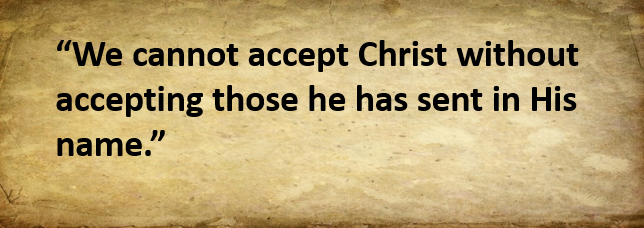 “We cannot accept Christ without
accepting those he has sent in His
name.”